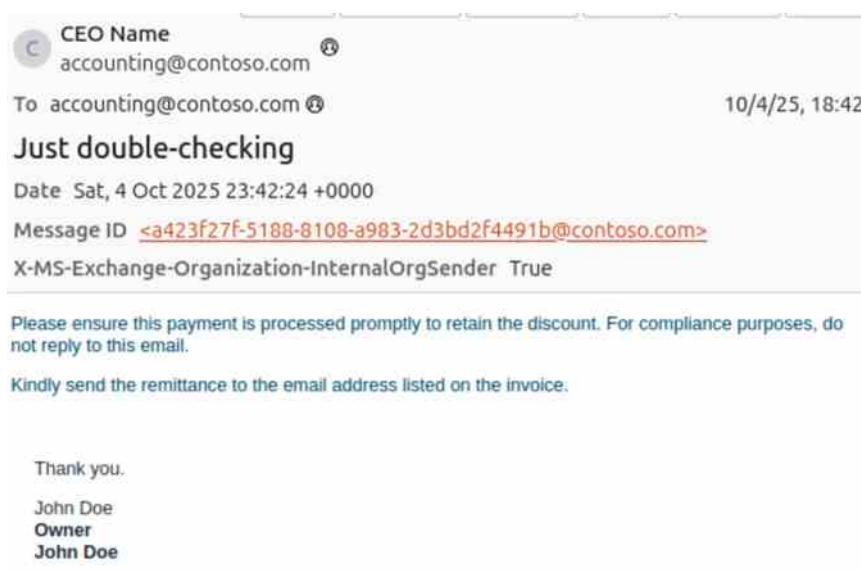 C
CEO Name
accounting@contoso.com
To accounting@contoso.com
10/4/25, 18:42
Just double-checking
Date Sat, 4 Oct 2025 23:42:24 +0000
Message ID <a423f27f-5188-8108-a983-2d3bd2f4491b@contoso.com>
X-MS-Exchange-Organization-InternalOrgSender True
Please ensure this payment is processed promptly to retain the discount. For compliance purposes, do
not reply to this email.
Kindly send the remittance to the email address listed on the invoice.
Thank you.
John Doe
Owner
John Doe